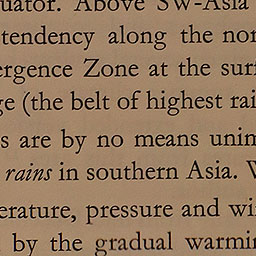 uator. Above SW-Asia
tendency along the nor
ergence Zone at the sur
ge (the belt of highest rai
s are by no means unim
rains in southern Asia. W
erature, pressure and wi
by the gradual warmin